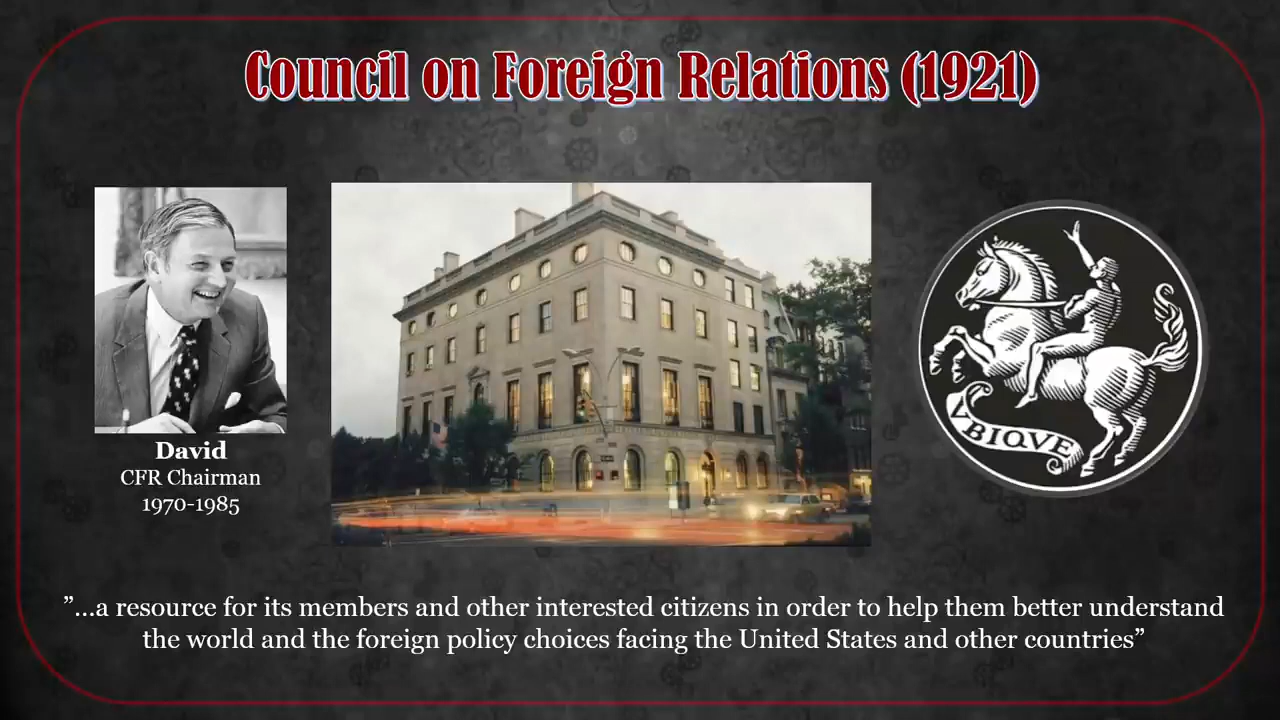 Council on Foreign Relations (1921)
David
CFR Chairman
1970-1985
VBIQVE
”...a resource for its members and other interested citizens in order to help them better understand
the world and the foreign policy choices facing the United States and other countries”